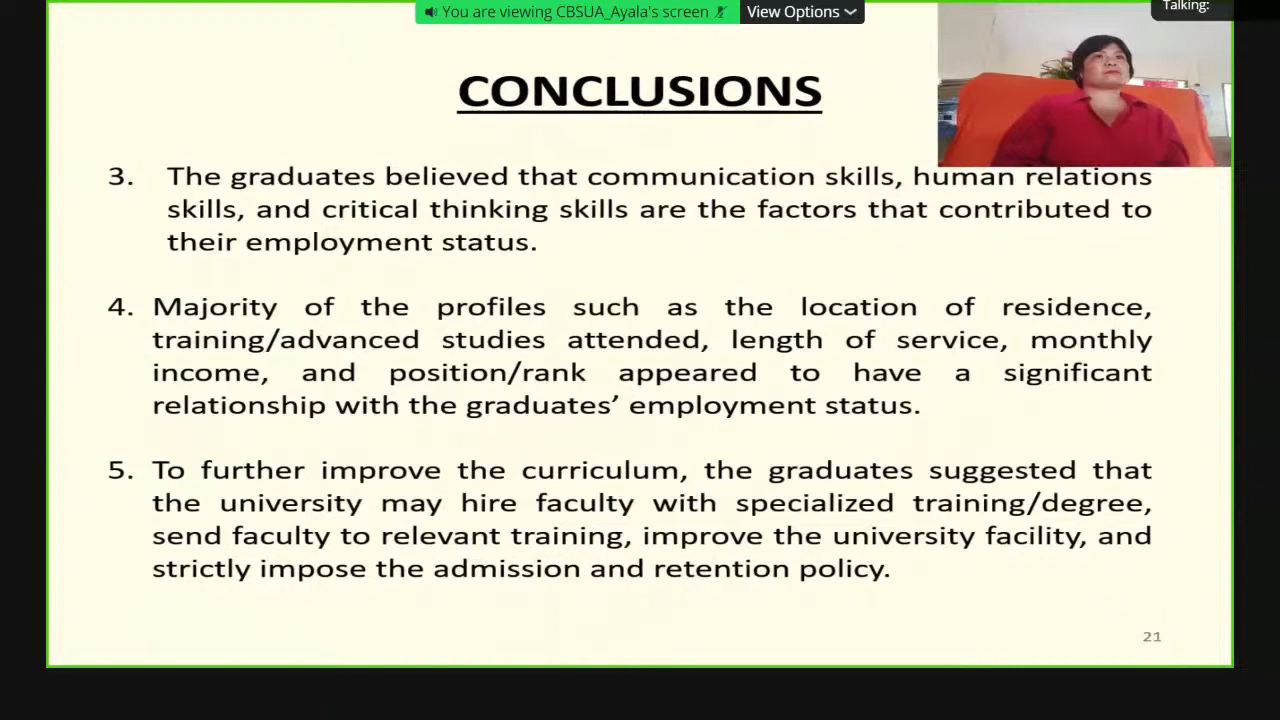 You are viewing CBSUA_Ayala's screen
View Options
Talking:
CONCLUSIONS
3. The graduates believed that communication skills, human relations
skills, and critical thinking skills are the factors that contributed to
their employment status.
4. Majority of the profiles such as the location of residence,
training/advanced studies attended, length of service, monthly
income, and position/rank appeared to have a significant
relationship with the graduates’ employment status.
5. To further improve the curriculum, the graduates suggested that
the university may hire faculty with specialized training/degree,
send faculty to relevant training, improve the university facility, and
strictly impose the admission and retention policy.
21